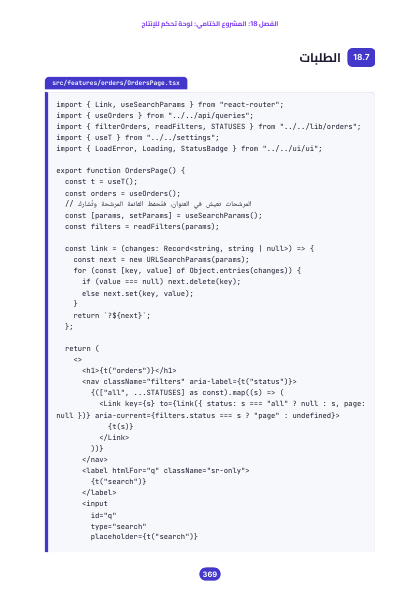 الفصل 18: المشروع الختامي: لوحة تحكم للإنتاج
18.7 الطلبات
src/features/orders/OrdersPage.tsx
import { Link, useSearchParams } from "react-router";
import { useOrders } from "../../api/queries";
import { filterOrders, readFilters, STATUSES } from "../../lib/orders";
import { useT } from "../../settings";
import { LoadError, Loading, StatusBadge } from "../../ui/ui";
export function OrdersPage() {
const t = useT();
const orders = useOrders();
// المرشحات تعيش في العنوان، فتُحفظ القائمة المرشحة وتُشارَك
const [params, setParams] = useSearchParams();
const filters = readFilters(params);
const link = (changes: Record<string, string | null>) => {
const next = new URLSearchParams(params);
for (const [key, value] of Object.entries(changes)) {
if (value === null) next.delete(key);
else next.set(key, value);
}
return `?${next}`;
};
return (
<>
<h1>{t("orders")}</h1>
<nav className="filters" aria-label={t("status")}>
{(["all", ...STATUSES] as const).map((s) => (
<Link key={s} to={link({ status: s === "all" ? null : s, page:
null })} aria-current={filters.status === s ? "page" : undefined}>
{t(s)}
</Link>
))}
</nav>
<label htmlFor="q" className="sr-only">
{t("search")}
</label>
<input
id="q"
type="search"
placeholder={t("search")}
369